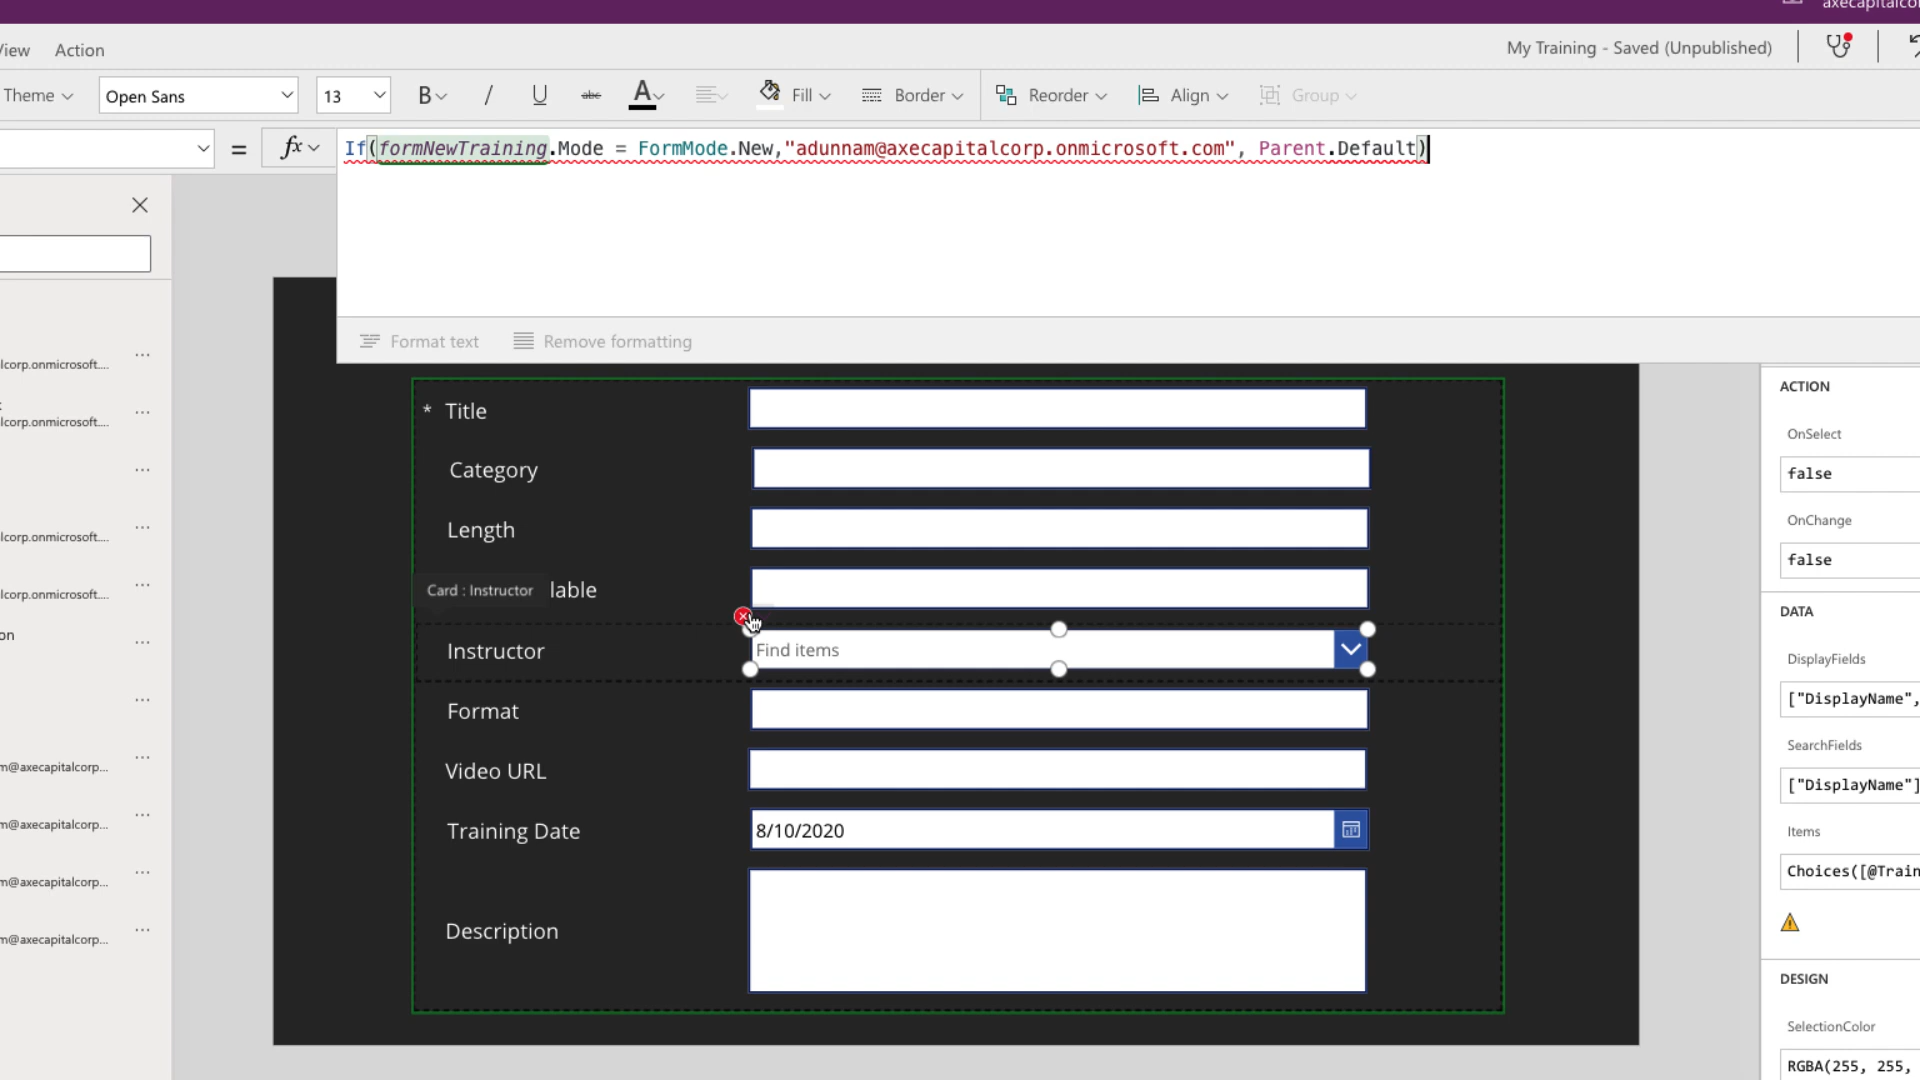 axecapitalco
View Action
My Training - Saved (Unpublished)
Theme Open Sans 13 B / U abc A Fill Border Reorder Align Group
= fx If(formNewTraining.Mode = FormMode.New,"adunnam@axecapitalcorp.onmicrosoft.com", Parent.Default)
Format text Remove formatting
lcorp.onmicrosoft....
lcorp.onmicrosoft....
lcorp.onmicrosoft....
lcorp.onmicrosoft....
on
m@axecapitalcorp...
m@axecapitalcorp...
m@axecapitalcorp...
m@axecapitalcorp...
* Title
Category
Length
Card : Instructor lable
Instructor Find items
Format
Video URL
Training Date 8/10/2020
Description
ACTION
OnSelect
false
OnChange
false
DATA
DisplayFields
["DisplayName",
SearchFields
["DisplayName"]
Items
Choices([@Train
DESIGN
SelectionColor
RGBA(255, 255,